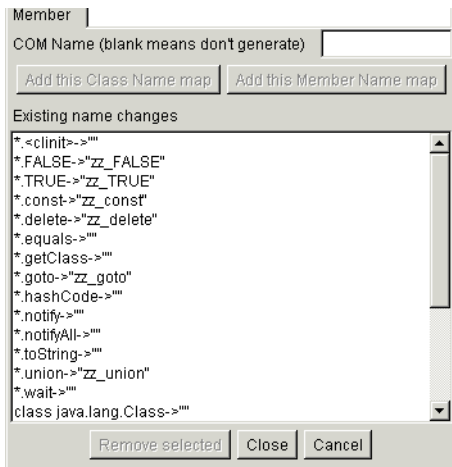 Member
COM Name (blank means don't generate)
Add this Class Name map Add this Member Name map
Existing name changes
*.<clinit>->""
*.FALSE->"zz_FALSE"
*.TRUE->"zz_TRUE"
*.const->"zz_const"
*.delete->"zz_delete"
*.equals->""
*.getClass->""
*.goto->"zz_goto"
*.hashCode->""
*.notify->""
*.notifyAll->""
*.toString->""
*.union->"zz_union"
*.wait->""
class java.lang.Class->""
Remove selected Close Cancel